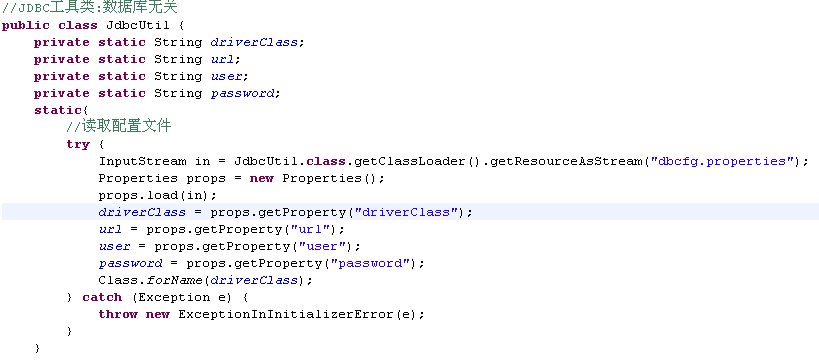 //JDBC工具类:数据库无关
public class JdbcUtil {
    private static String driverClass;
    private static String url;
    private static String user;
    private static String password;
    static{
        //读取配置文件
        try {
            InputStream in = JdbcUtil.class.getClassLoader().getResourceAsStream("dbcfg.properties");
            Properties props = new Properties();
            props.load(in);
            driverClass = props.getProperty("driverClass");
            url = props.getProperty("url");
            user = props.getProperty("user");
            password = props.getProperty("password");
            Class.forName(driverClass);
        } catch (Exception e) {
            throw new ExceptionInInitializerError(e);
        }
    }